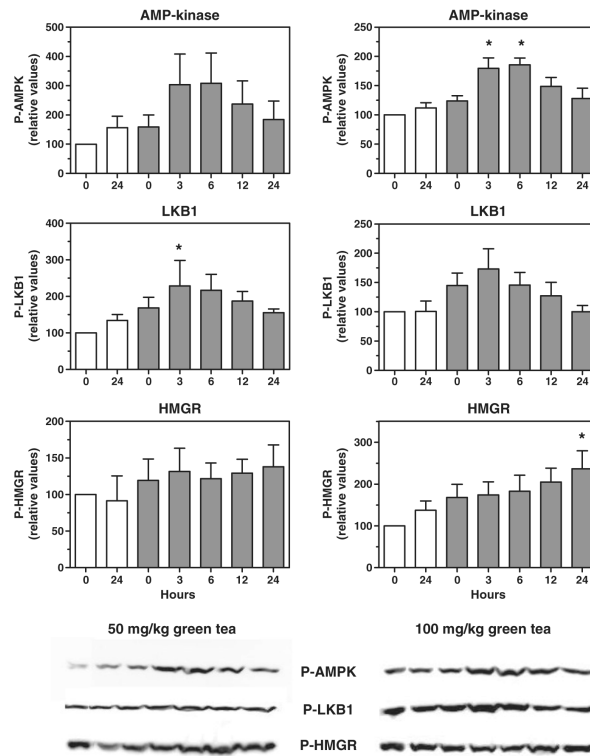 AMP-kinase
P-AMPK
(relative values)
500
400
300
200
100
0
0 24 0 3 6 12 24
AMP-kinase
P-AMPK
(relative values)
250
200
150
100
50
0
* *
0 24 0 3 6 12 24
LKB1
P-LKB1
(relative values)
400
300
200
100
0
*
0 24 0 3 6 12 24
LKB1
P-LKB1
(relative values)
250
200
150
100
50
0
0 24 0 3 6 12 24
HMGR
P-HMGR
(relative values)
200
150
100
50
0
0 24 0 3 6 12 24
Hours
HMGR
P-HMGR
(relative values)
300
200
100
0
*
0 24 0 3 6 12 24
Hours
50 mg/kg green tea 100 mg/kg green tea
P-AMPK
P-LKB1
P-HMGR